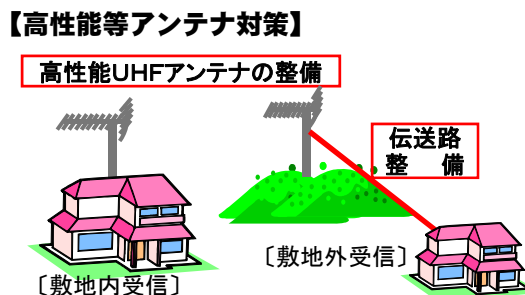 【高性能等アンテナ対策】
高性能UHFアンテナの整備
伝送路
整　備
〔敷地外受信〕
〔敷地内受信〕